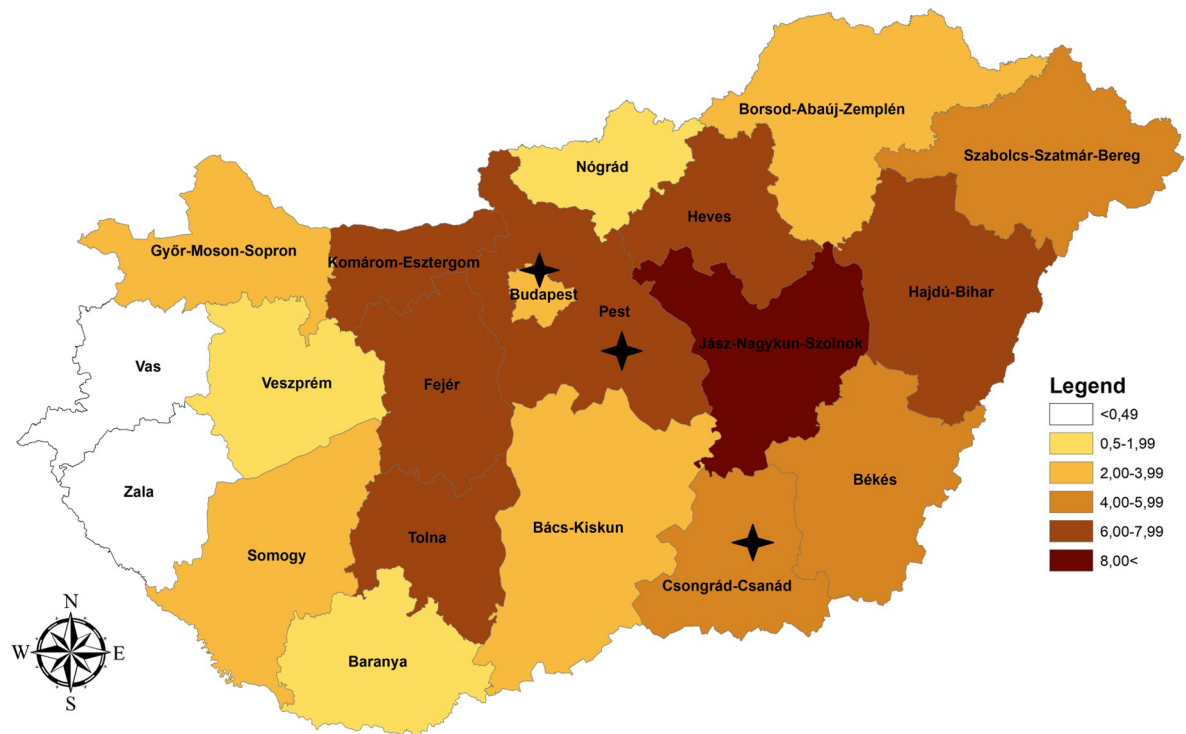 Borsod-Abaúj-Zemplén
Szabolcs-Szatmár-Bereg
Nógrád
Heves
Győr-Moson-Sopron
Komárom-Esztergom
Budapest
Hajdú-Bihar
Pest
Jász-Nagykun-Szolnok
Vas
Veszprém
Fejér
Zala
Békés
Bács-Kiskun
Tolna
Somogy
Csongrád-Csanád
Baranya
Legend
<0,49
0,5-1,99
2,00-3,99
4,00-5,99
6,00-7,99
8,00<
N
W
E
S